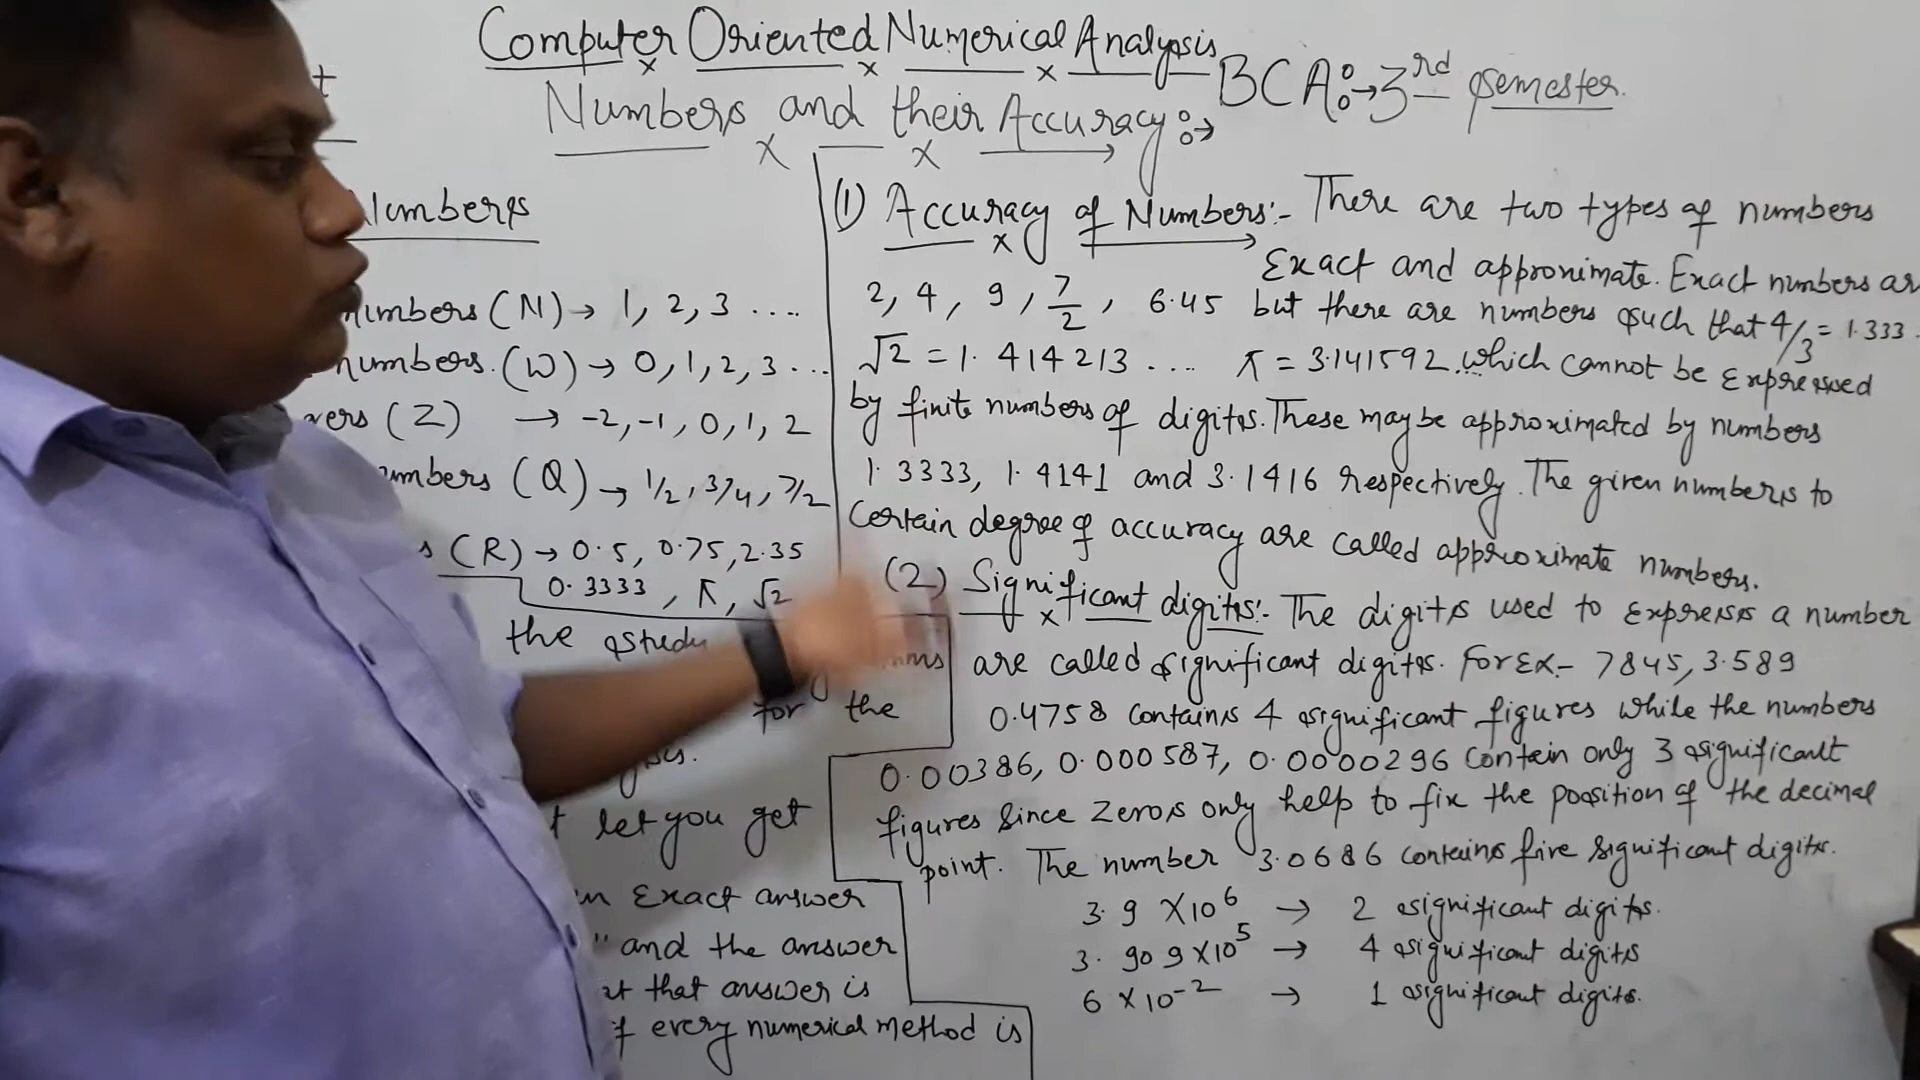 Computer Oriented Numerical Analysis
BCA:→3rd semester.
Numbers and their Accuracy:→
t
umbers
umbers (N) → 1, 2, 3 ....
numbers. (W) → 0, 1, 2, 3 ...
gers (Z) → -2, -1, 0, 1, 2
umbers (Q) → 1/2, 3/4, 7/2
s (R) → 0.5, 0.75, 2.35
0.3333, π, √2
the study
for the
sis.
t let you get
in Exact answer
" and the answer
at that answer is
f every numerical method is
(1) Accuracy of Numbers:- There are two types of numbers
Exact and approximate. Exact numbers ar
2, 4, 9, 7/2, 6.45 but there are numbers such that 4/3 = 1.333.
√2 = 1.414213 .... π = 3.141592... which cannot be Expressed
by finite numbers of digits. These may be approximated by numbers
1.3333, 1.4141 and 3.1416 respectively. The given numbers to
Certain degree of accuracy are called approximate numbers.
(2) Significant digits:- The digits used to Express a number
are called significant digits. For Ex.- 7845, 3.589
0.4758 contains 4 significant figures while the numbers
0.00386, 0.000587, 0.0000296 contain only 3 significant
figures since zeros only help to fix the position of the decimal
point. The number 3.0686 contains five significant digits.
3.9 ×10⁶ → 2 significant digits.
3.909 ×10⁵ → 4 significant digits
6 ×10⁻² → 1 significant digits.